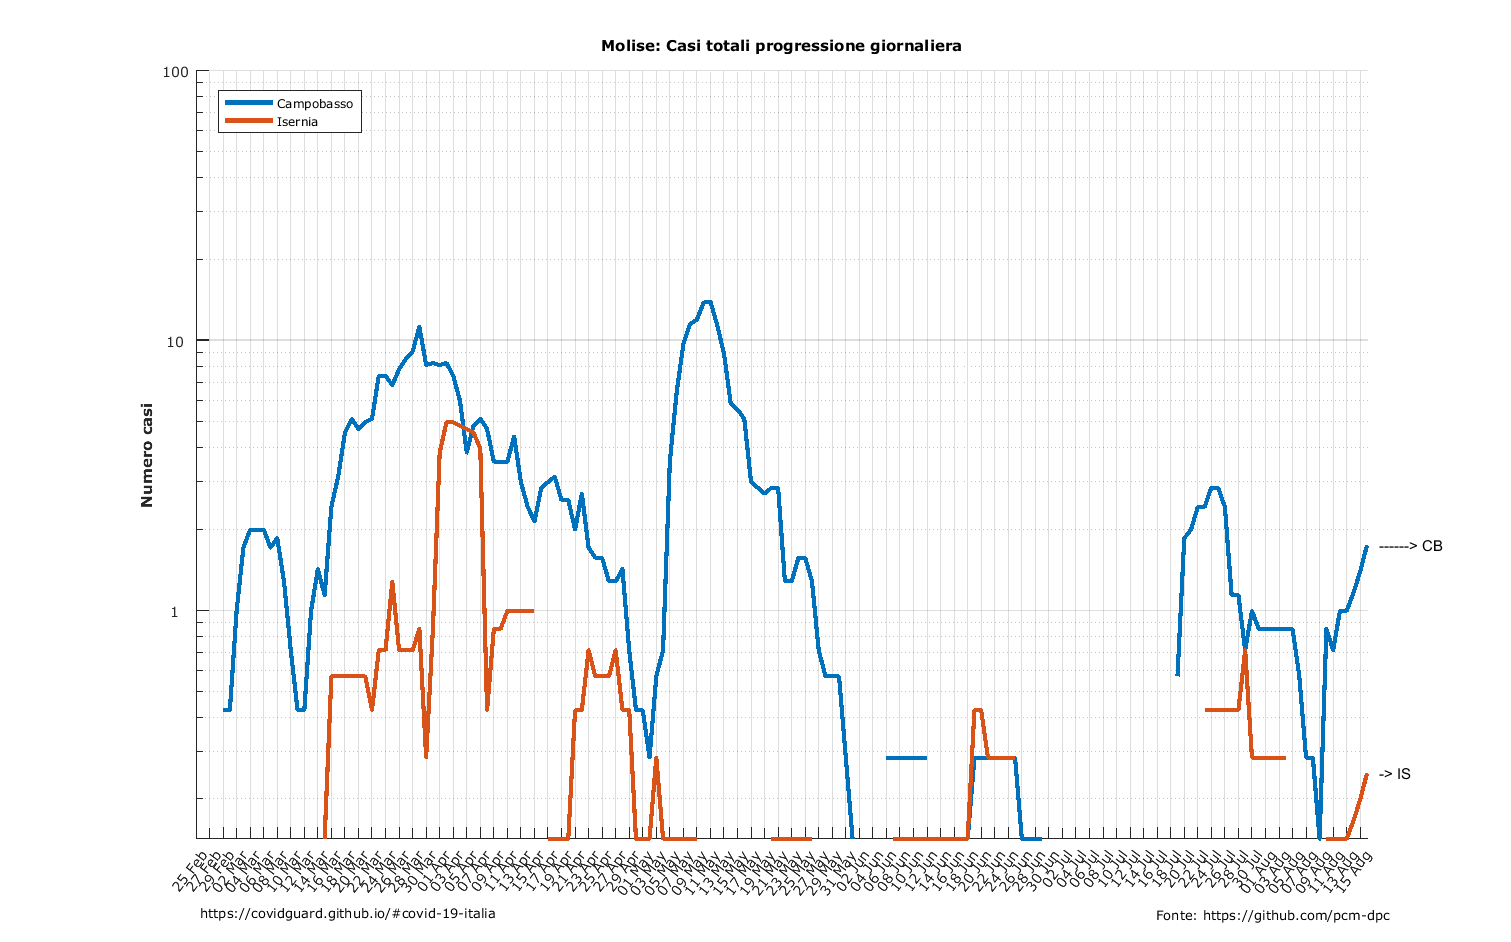 Molise: Casi totali progressione giornaliera
100
10
1
Numero casi
Campobasso
Isernia
------> CB
-> IS
25 Feb
27 Feb
29 Feb
02 Mar
04 Mar
06 Mar
08 Mar
10 Mar
12 Mar
14 Mar
16 Mar
18 Mar
20 Mar
22 Mar
24 Mar
26 Mar
28 Mar
30 Mar
01 Apr
03 Apr
05 Apr
07 Apr
09 Apr
11 Apr
13 Apr
15 Apr
17 Apr
19 Apr
21 Apr
23 Apr
25 Apr
27 Apr
29 Apr
01 May
03 May
05 May
07 May
09 May
11 May
13 May
15 May
17 May
19 May
21 May
23 May
25 May
27 May
29 May
31 May
02 Jun
04 Jun
06 Jun
08 Jun
10 Jun
12 Jun
14 Jun
16 Jun
18 Jun
20 Jun
22 Jun
24 Jun
26 Jun
28 Jun
30 Jun
02 Jul
04 Jul
06 Jul
08 Jul
10 Jul
12 Jul
14 Jul
16 Jul
18 Jul
20 Jul
22 Jul
24 Jul
26 Jul
28 Jul
30 Jul
01 Aug
03 Aug
05 Aug
07 Aug
09 Aug
11 Aug
13 Aug
15 Aug
https://covidguard.github.io/#covid-19-italia
Fonte: https://github.com/pcm-dpc